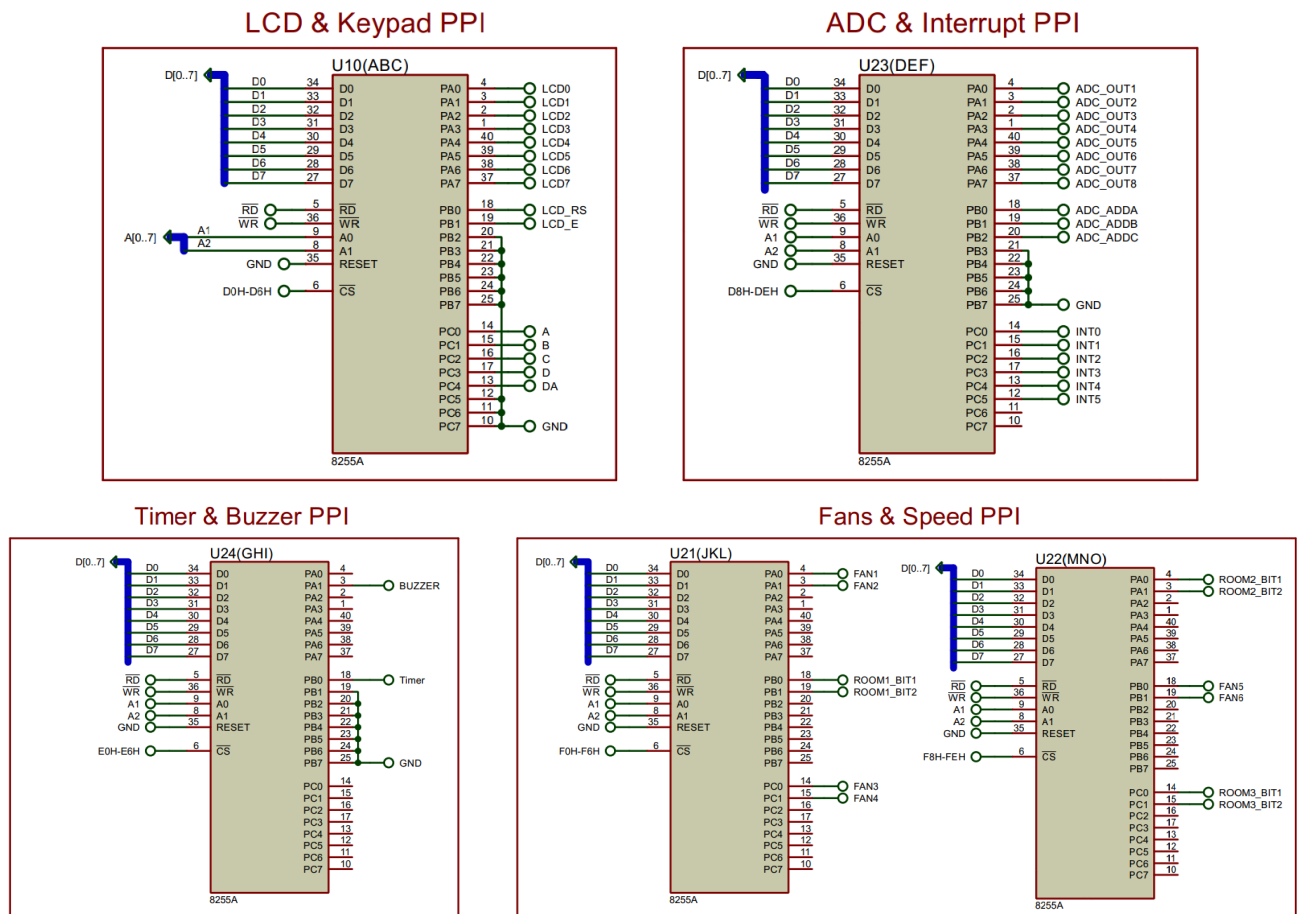 LCD & Keypad PPI
U10(ABC)
D[0..7]
D0 34 D0 PA0 4 LCD0
D1 33 D1 PA1 3 LCD1
D2 32 D2 PA2 2 LCD2
D3 31 D3 PA3 1 LCD3
D4 30 D4 PA4 40 LCD4
D5 29 D5 PA5 39 LCD5
D6 28 D6 PA6 38 LCD6
D7 27 D7 PA7 37 LCD7
RD 5 RD PB0 18 LCD_RS
WR 36 WR PB1 19 LCD_E
A[0..7] A1 9 A0 PB2 20
A2 8 A1 PB3 21
GND 35 RESET PB4 22
PB5 23
D0H-D6H 6 CS PB6 24
PB7 25
PC0 14 A
PC1 15 B
PC2 16 C
PC3 17 D
PC4 13 DA
PC5 12
PC6 11
PC7 10 GND
8255A
ADC & Interrupt PPI
U23(DEF)
D[0..7]
D0 34 D0 PA0 4 ADC_OUT1
D1 33 D1 PA1 3 ADC_OUT2
D2 32 D2 PA2 2 ADC_OUT3
D3 31 D3 PA3 1 ADC_OUT4
D4 30 D4 PA4 40 ADC_OUT5
D5 29 D5 PA5 39 ADC_OUT6
D6 28 D6 PA6 38 ADC_OUT7
D7 27 D7 PA7 37 ADC_OUT8
RD 5 RD PB0 18 ADC_ADDA
WR 36 WR PB1 19 ADC_ADDB
A1 9 A0 PB2 20 ADC_ADDC
A2 8 A1 PB3 21
GND 35 RESET PB4 22
PB5 23
D8H-DEH 6 CS PB6 24
PB7 25 GND
PC0 14 INT0
PC1 15 INT1
PC2 16 INT2
PC3 17 INT3
PC4 13 INT4
PC5 12 INT5
PC6 11
PC7 10
8255A
Timer & Buzzer PPI
U24(GHI)
D[0..7]
D0 34 D0 PA0 4
D1 33 D1 PA1 3 BUZZER
D2 32 D2 PA2 2
D3 31 D3 PA3 1
D4 30 D4 PA4 40
D5 29 D5 PA5 39
D6 28 D6 PA6 38
D7 27 D7 PA7 37
RD 5 RD PB0 18 Timer
WR 36 WR PB1 19
A1 9 A0 PB2 20
A2 8 A1 PB3 21
GND 35 RESET PB4 22
PB5 23
E0H-E6H 6 CS PB6 24
PB7 25 GND
PC0 14
PC1 15
PC2 16
PC3 17
PC4 13
PC5 12
PC6 11
PC7 10
8255A
Fans & Speed PPI
U21(JKL)
D[0..7]
D0 34 D0 PA0 4 FAN1
D1 33 D1 PA1 3 FAN2
D2 32 D2 PA2 2
D3 31 D3 PA3 1
D4 30 D4 PA4 40
D5 29 D5 PA5 39
D6 28 D6 PA6 38
D7 27 D7 PA7 37
RD 5 RD PB0 18 ROOM1_BIT1
WR 36 WR PB1 19 ROOM1_BIT2
A1 9 A0 PB2 20
A2 8 A1 PB3 21
GND 35 RESET PB4 22
PB5 23
F0H-F6H 6 CS PB6 24
PB7 25
PC0 14 FAN3
PC1 15 FAN4
PC2 16
PC3 17
PC4 13
PC5 12
PC6 11
PC7 10
8255A
U22(MNO)
D[0..7]
D0 34 D0 PA0 4 ROOM2_BIT1
D1 33 D1 PA1 3 ROOM2_BIT2
D2 32 D2 PA2 2
D3 31 D3 PA3 1
D4 30 D4 PA4 40
D5 29 D5 PA5 39
D6 28 D6 PA6 38
D7 27 D7 PA7 37
RD 5 RD PB0 18 FAN5
WR 36 WR PB1 19 FAN6
A1 9 A0 PB2 20
A2 8 A1 PB3 21
GND 35 RESET PB4 22
PB5 23
F8H-FEH 6 CS PB6 24
PB7 25
PC0 14 ROOM3_BIT1
PC1 15 ROOM3_BIT2
PC2 16
PC3 17
PC4 13
PC5 12
PC6 11
PC7 10
8255A